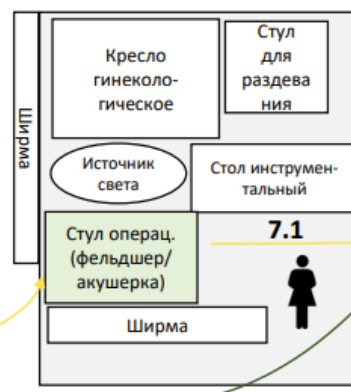 Ширма
Кресло
гинеколо-
гическое
Стул
для
раздева
ния
Источник
света
Стол инструмен-
тальный
Стул операц.
(фельдшер/
акушерка)
7.1
Ширма